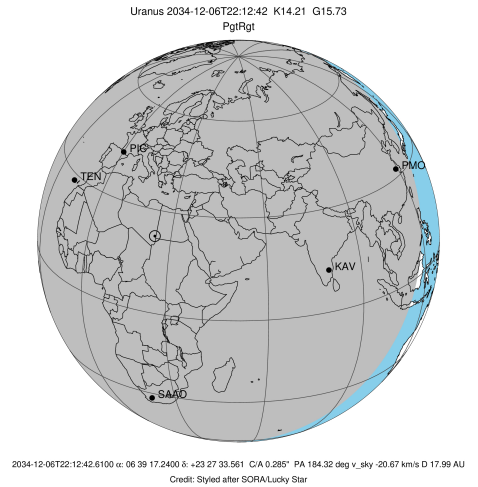 Uranus 2034-12-06T22:12:42 K14.21 G15.73
PgtRgt
PIC
TEN
PMO
KAV
SAAO
2034-12-06T22:12:42.6100 α: 06 39 17.2400 δ: +23 27 33.561 C/A 0.285" PA 184.32 deg v_sky -20.67 km/s D 17.99 AU
Credit: Styled after SORA/Lucky Star